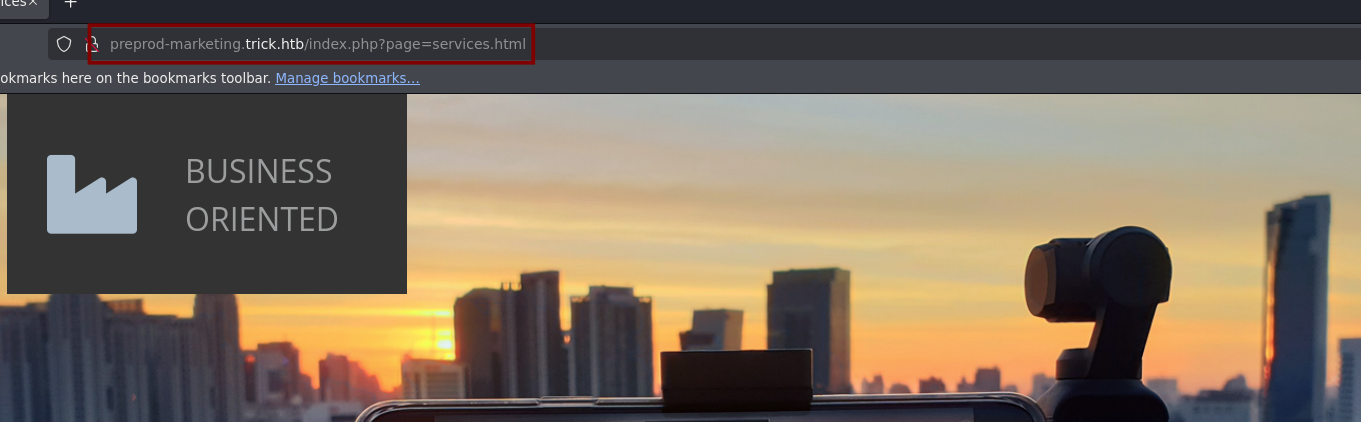 ices×
+
preprod-marketing.trick.htb/index.php?page=services.html
okmarks here on the bookmarks toolbar. Manage bookmarks…
BUSINESS
ORIENTED